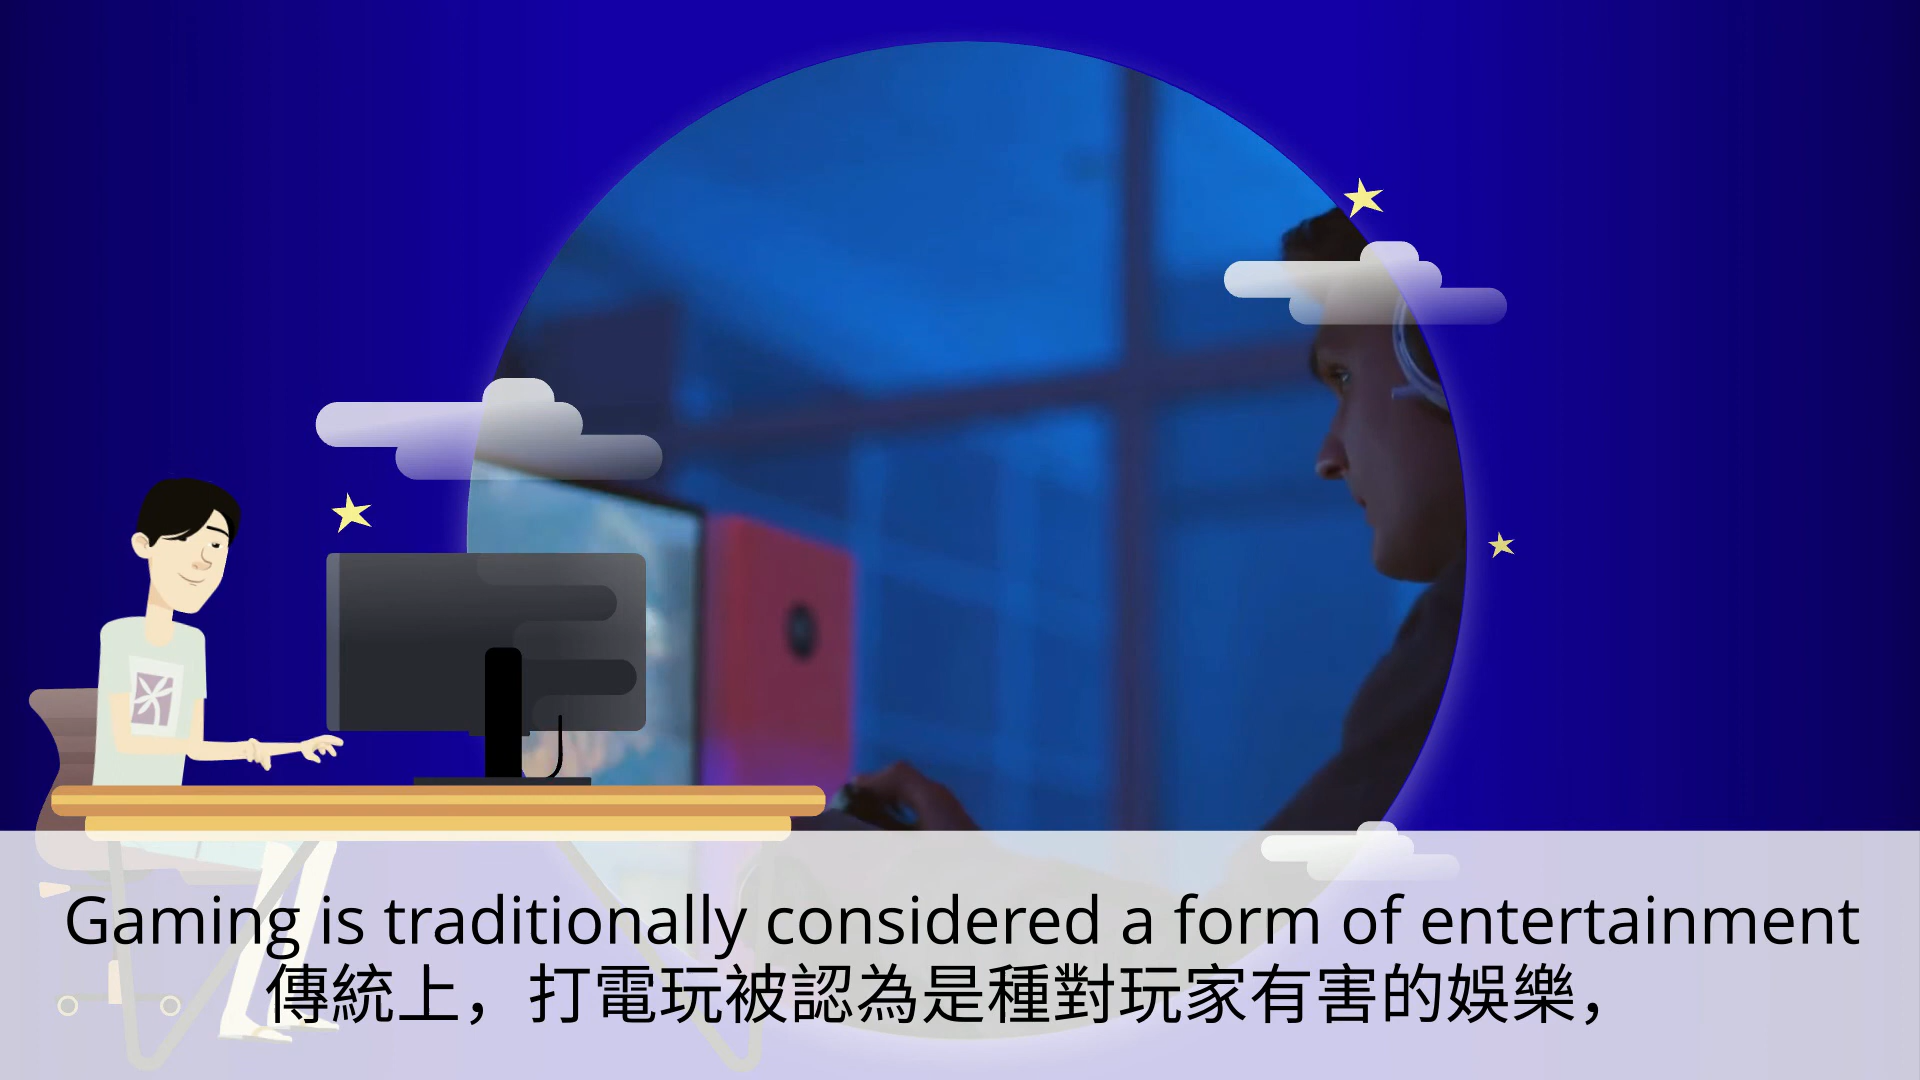 Gaming is traditionally considered a form of entertainment
傳統上，打電玩被認為是種對玩家有害的娛樂，